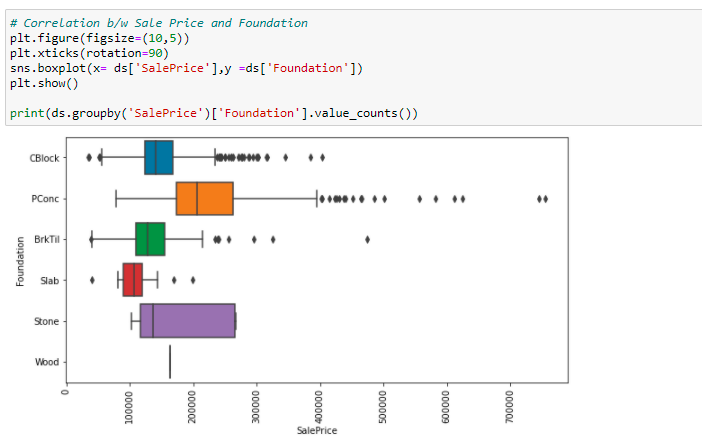 # Correlation b/w Sale Price and Foundation
plt.figure(figsize=(10,5))
plt.xticks(rotation=90)
sns.boxplot(x= ds['SalePrice'],y =ds['Foundation'])
plt.show()
print(ds.groupby('SalePrice')['Foundation'].value_counts())
CBlock
PConc
BrkTil
Slab
Stone
Wood
Foundation
0
100000
200000
300000
400000
500000
600000
700000
SalePrice